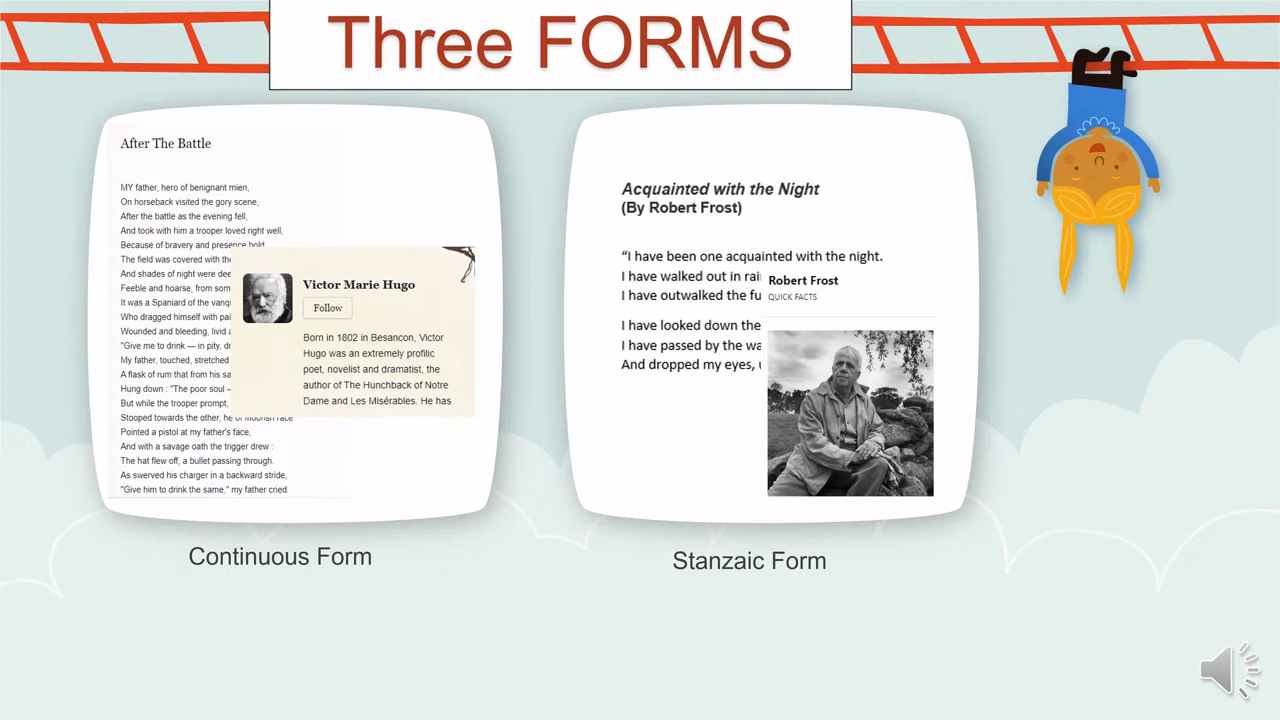 Three FORMS
After The Battle
MY father, hero of benignant mien,
On horseback visited the gory scene,
After the battle as the evening fell,
And took with him a trooper loved right well,
Because of bravery and presence bold.
The field was covered with the
And shades of night were
Feeble and hoarse, from
It was a Spaniard of the
Who dragged himself with
Wounded and bleeding, livid
"Give me to drink — in pity,
My father, touched, stretched
A flask of rum that from his
Hung down : "The poor soul –
But while the trooper prompt,
Stooped towards the other, he of Moorish race
Pointed a pistol at my father's face,
And with a savage oath the trigger drew :
The hat flew off, a bullet passing through.
As swerved his charger in a backward stride,
"Give him to drink the same," my father cried.
Victor Marie Hugo
Follow
Born in 1802 in Besancon, Victor
Hugo was an extremely prolific
poet, novelist and dramatist, the
author of The Hunchback of Notre
Dame and Les Misérables. He has
Continuous Form
Acquainted with the Night
(By Robert Frost)
“I have been one acquainted with the night.
I have walked out in
I have outwalked the
I have looked down the
I have passed by the
And dropped my eyes,
Robert Frost
QUICK FACTS
Stanzaic Form